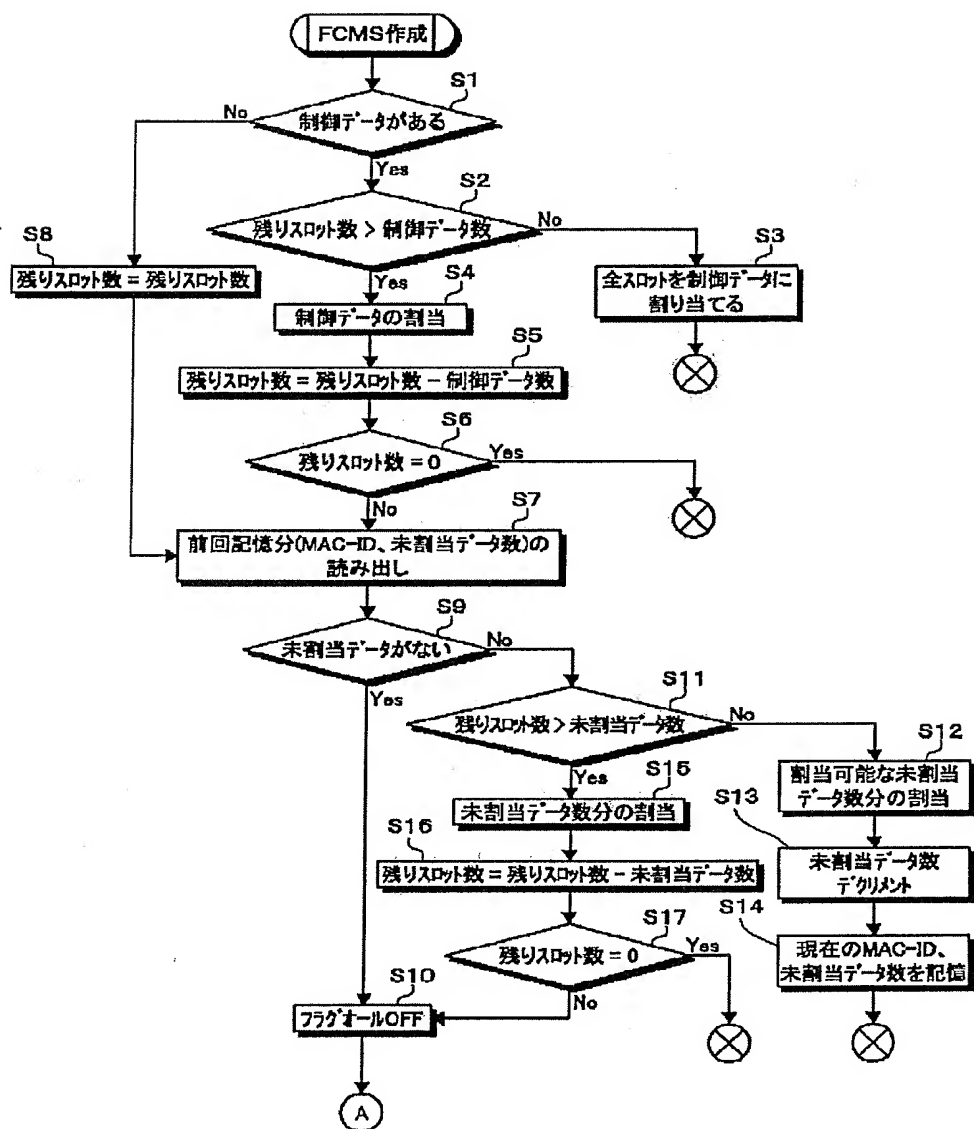 FCMS作成
S1
制御データがある
No
Yes
S2
残りスロット数 > 制御データ数
No
S8
残りスロット数 = 残りスロット数
Yes
S4
制御データの割当
S3
全スロットを制御データに
割り当てる
S5
残りスロット数 = 残りスロット数 - 制御データ数
S6
残りスロット数 = 0
Yes
No
S7
前回記憶分(MAC-ID、未割当データ数)の
読み出し
S9
未割当データがない
No
Yes
S11
残りスロット数 > 未割当データ数
No
Yes
S12
割当可能な未割当
データ数分の割当
S15
未割当データ数分の割当
S13
未割当データ数
デクリメント
S16
残りスロット数 = 残りスロット数 - 未割当データ数
S14
現在のMAC-ID、
未割当データ数を記憶
S17
残りスロット数 = 0
Yes
No
S10
フラグオールOFF
A